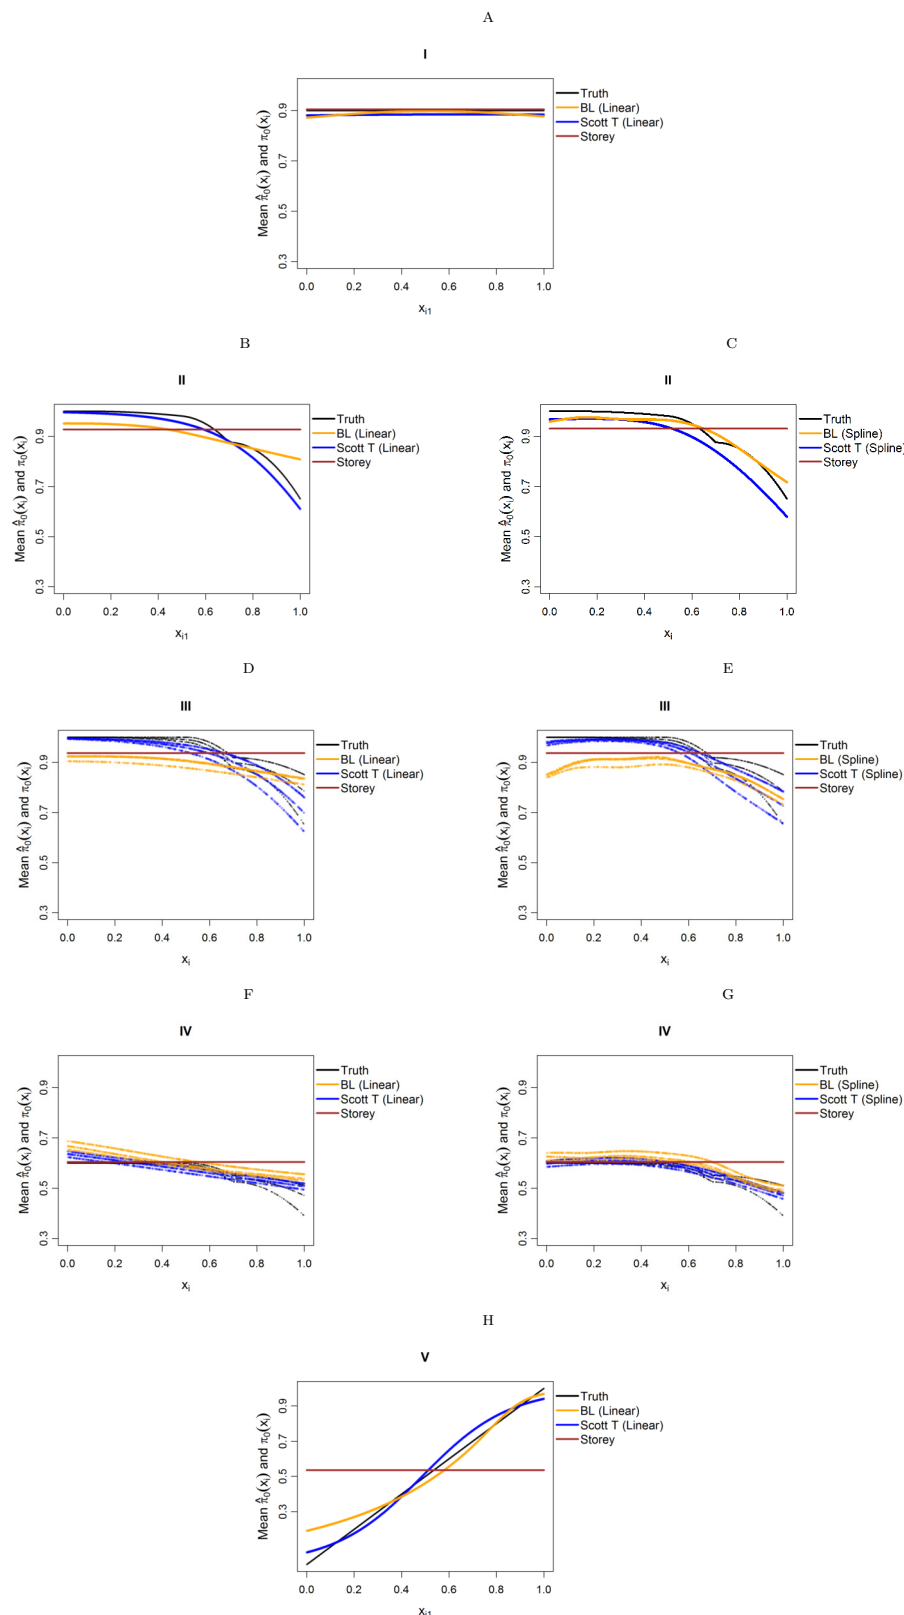 A
I
Mean π̂₀(xᵢ) and π₀(xᵢ)
0.9
0.7
0.5
0.3
0.0 0.2 0.4 0.6 0.8 1.0
xᵢ₁
Truth
BL (Linear)
Scott T (Linear)
Storey
B
II
Mean π̂₀(xᵢ) and π₀(xᵢ)
0.9
0.7
0.5
0.3
0.0 0.2 0.4 0.6 0.8 1.0
xᵢ₁
Truth
BL (Linear)
Scott T (Linear)
Storey
C
II
Mean π̂₀(xᵢ) and π₀(xᵢ)
0.9
0.7
0.5
0.3
0.0 0.2 0.4 0.6 0.8 1.0
xᵢ
Truth
BL (Spline)
Scott T (Spline)
Storey
D
III
Mean π̂₀(xᵢ) and π₀(xᵢ)
0.9
0.7
0.5
0.3
0.0 0.2 0.4 0.6 0.8 1.0
xᵢ
Truth
BL (Linear)
Scott T (Linear)
Storey
E
III
Mean π̂₀(xᵢ) and π₀(xᵢ)
0.9
0.7
0.5
0.3
0.0 0.2 0.4 0.6 0.8 1.0
xᵢ
Truth
BL (Spline)
Scott T (Spline)
Storey
F
IV
Mean π̂₀(xᵢ) and π₀(xᵢ)
0.9
0.7
0.5
0.3
0.0 0.2 0.4 0.6 0.8 1.0
xᵢ
Truth
BL (Linear)
Scott T (Linear)
Storey
G
IV
Mean π̂₀(xᵢ) and π₀(xᵢ)
0.9
0.7
0.5
0.3
0.0 0.2 0.4 0.6 0.8 1.0
xᵢ
Truth
BL (Spline)
Scott T (Spline)
Storey
H
V
Mean π̂₀(xᵢ) and π₀(xᵢ)
0.9
0.7
0.5
0.3
0.0 0.2 0.4 0.6 0.8 1.0
xᵢ₁
Truth
BL (Linear)
Scott T (Linear)
Storey